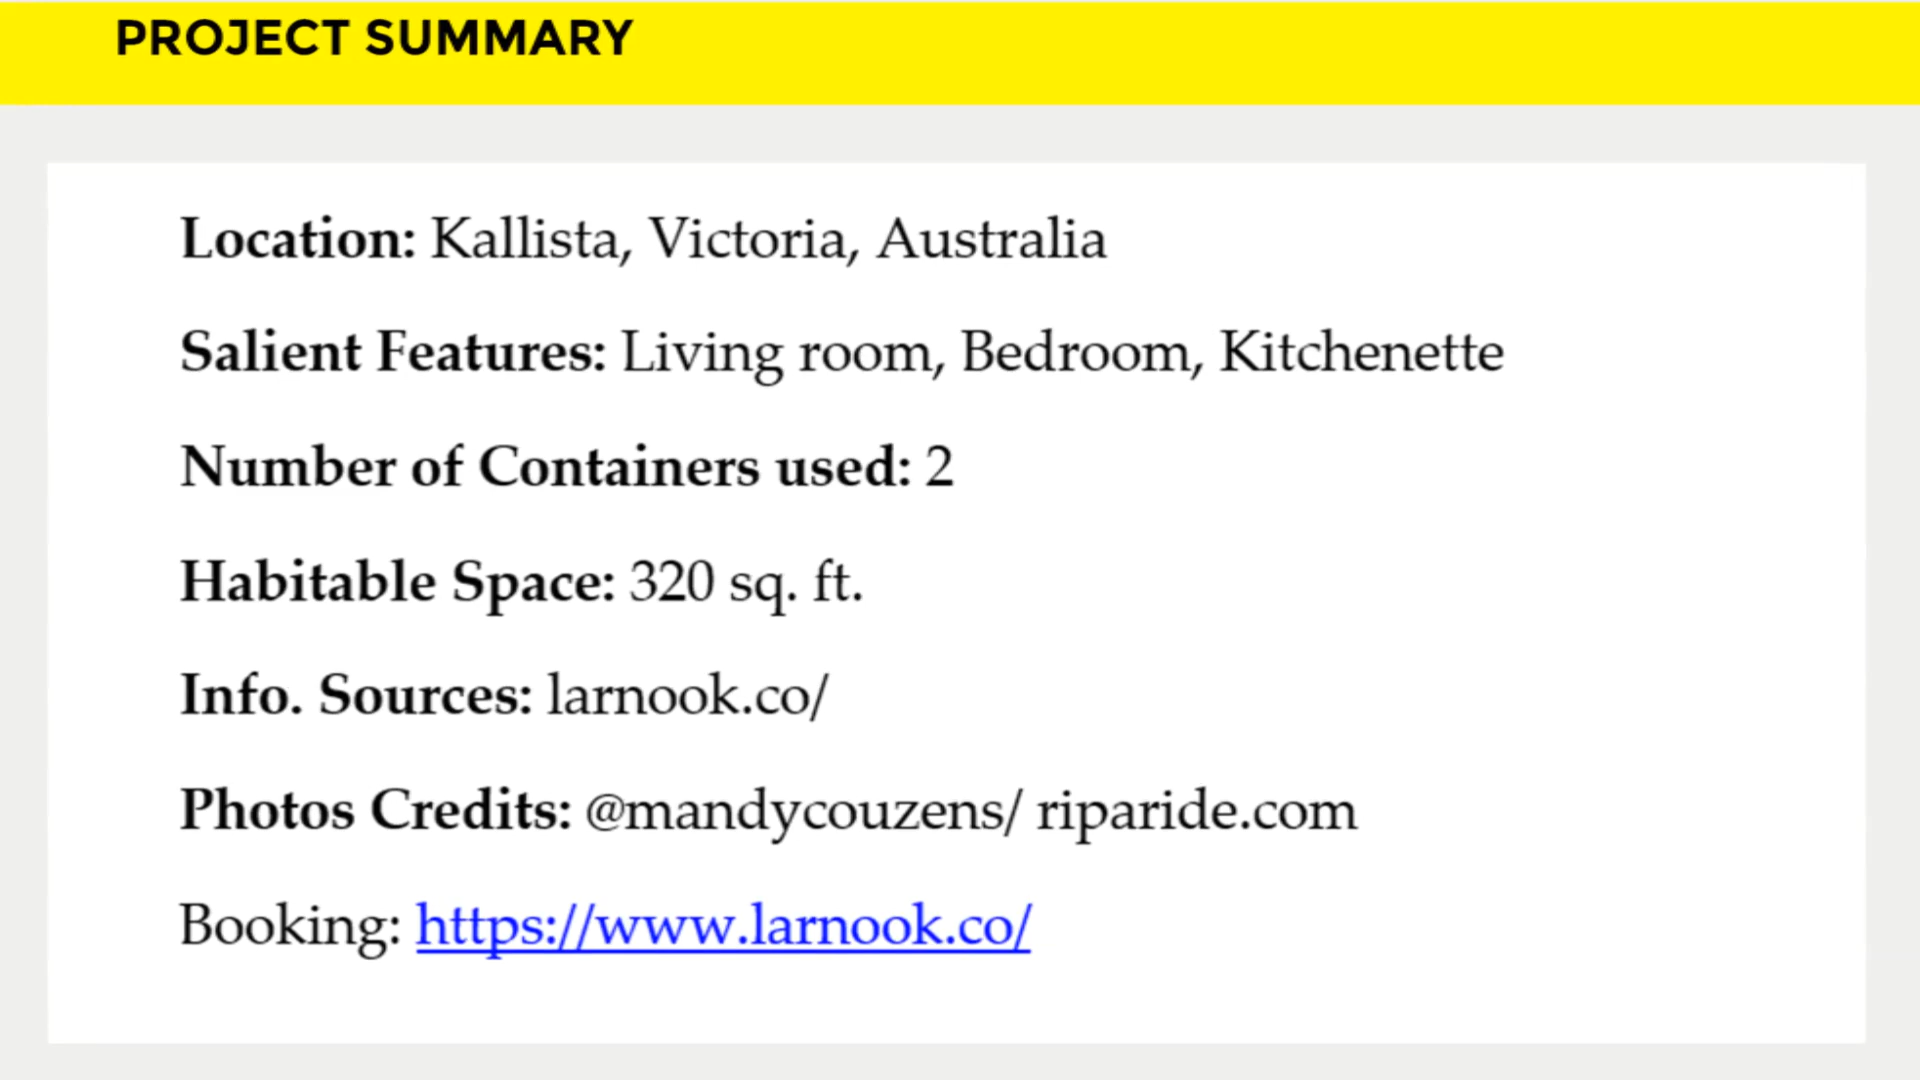 PROJECT SUMMARY
Location: Kallista, Victoria, Australia
Salient Features: Living room, Bedroom, Kitchenette
Number of Containers used: 2
Habitable Space: 320 sq. ft.
Info. Sources: larnook.co/
Photos Credits: @mandycouzens/ riparide.com
Booking: https://www.larnook.co/